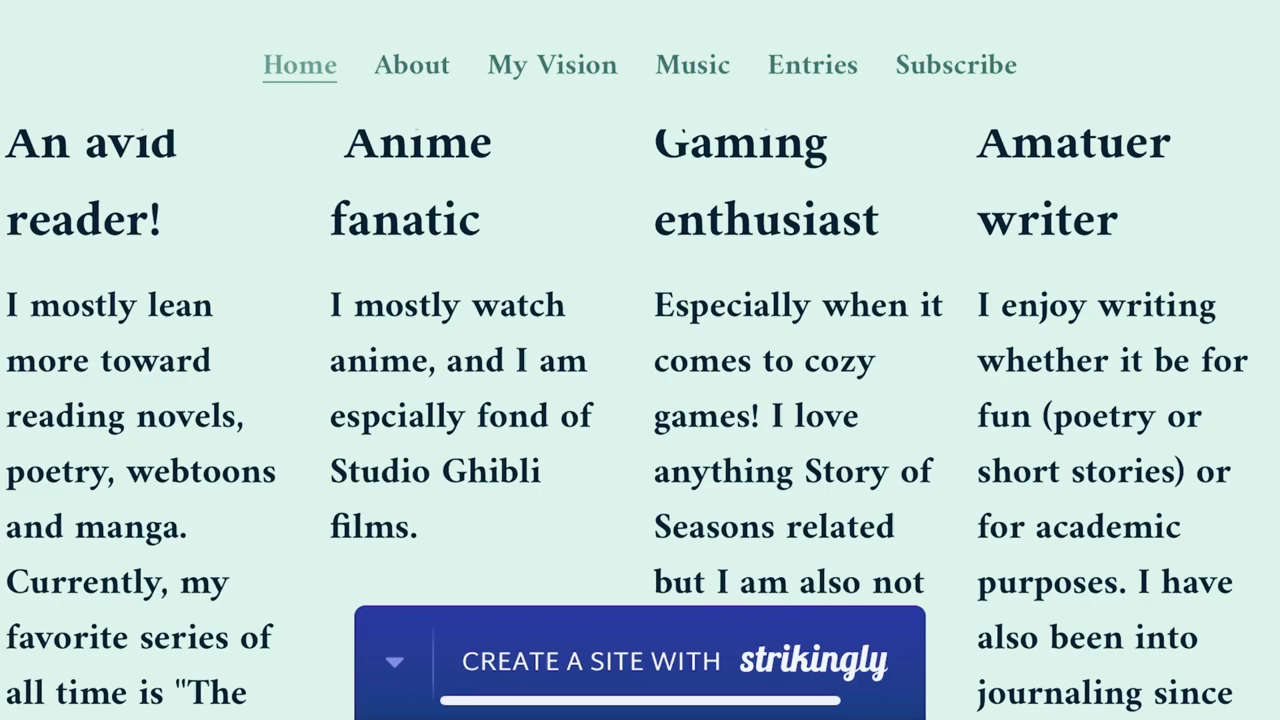 Home About My Vision Music Entries Subscribe
An avid
reader!
I mostly lean
more toward
reading novels,
poetry, webtoons
and manga.
Currently, my
favorite series of
all time is "The
Anime
fanatic
I mostly watch
anime, and I am
espcially fond of
Studio Ghibli
films.
Gaming
enthusiast
Especially when it
comes to cozy
games! I love
anything Story of
Seasons related
but I am also not
Amatuer
writer
I enjoy writing
whether it be for
fun (poetry or
short stories) or
for academic
purposes. I have
also been into
journaling since
CREATE A SITE WITH strikingly